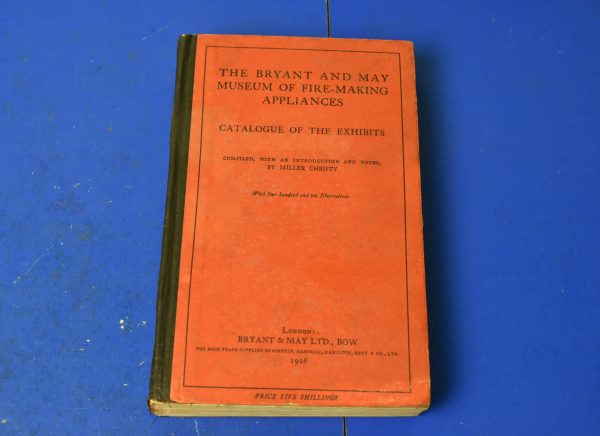 THE BRYANT AND MAY
MUSEUM OF FIRE-MAKING
APPLIANCES
CATALOGUE OF THE EXHIBITS
COMPILED, WITH AN INTRODUCTION AND NOTES,
BY MILLER CHRISTY
With four hundred and ten Illustrations
LONDON:
BRYANT & MAY LTD., BOW
THE BOOK TRADE SUPPLIED BY SIMPKIN, MARSHALL, HAMILTON, KENT & CO., LTD.
1926
PRICE FIVE SHILLINGS.